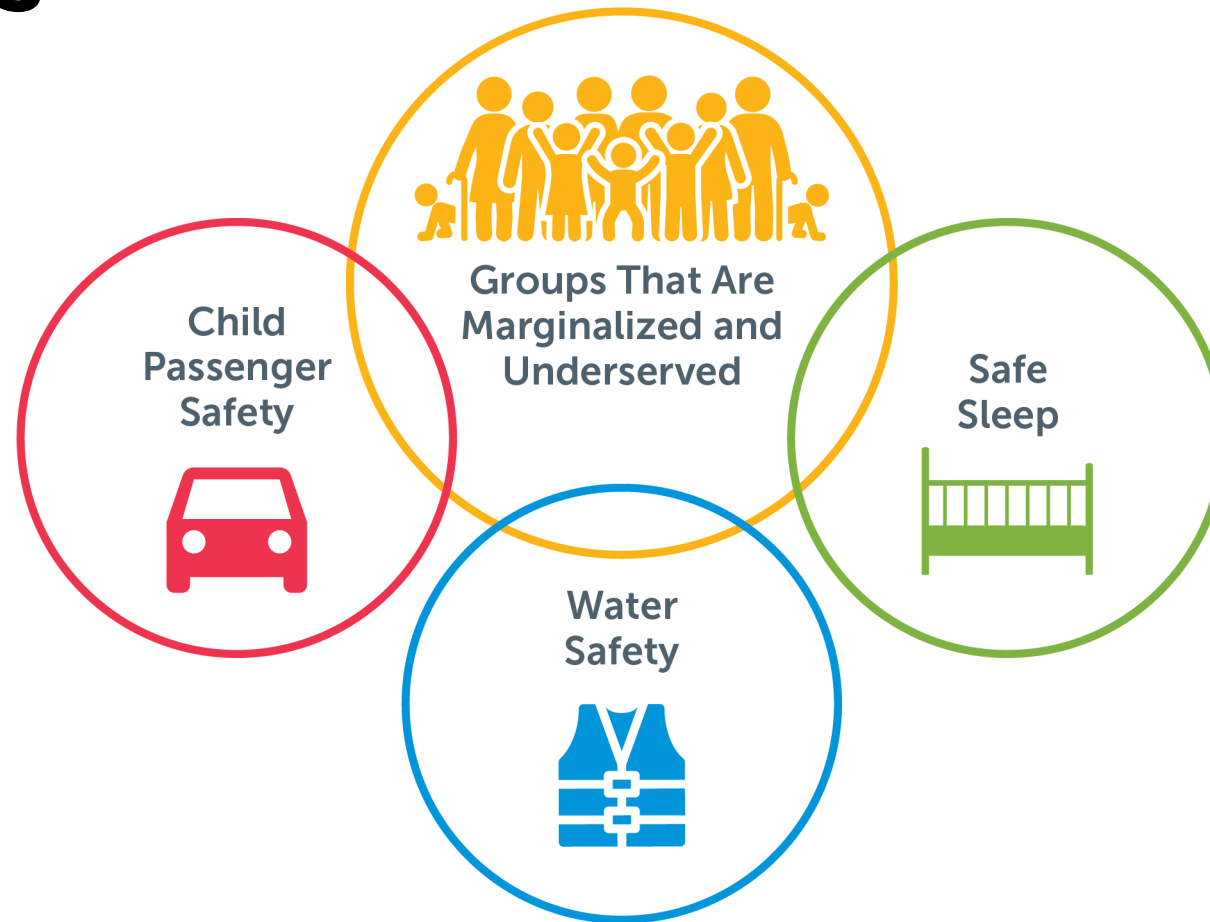 Groups That Are
Marginalized and
Underserved
Child
Passenger
Safety
Safe
Sleep
Water
Safety